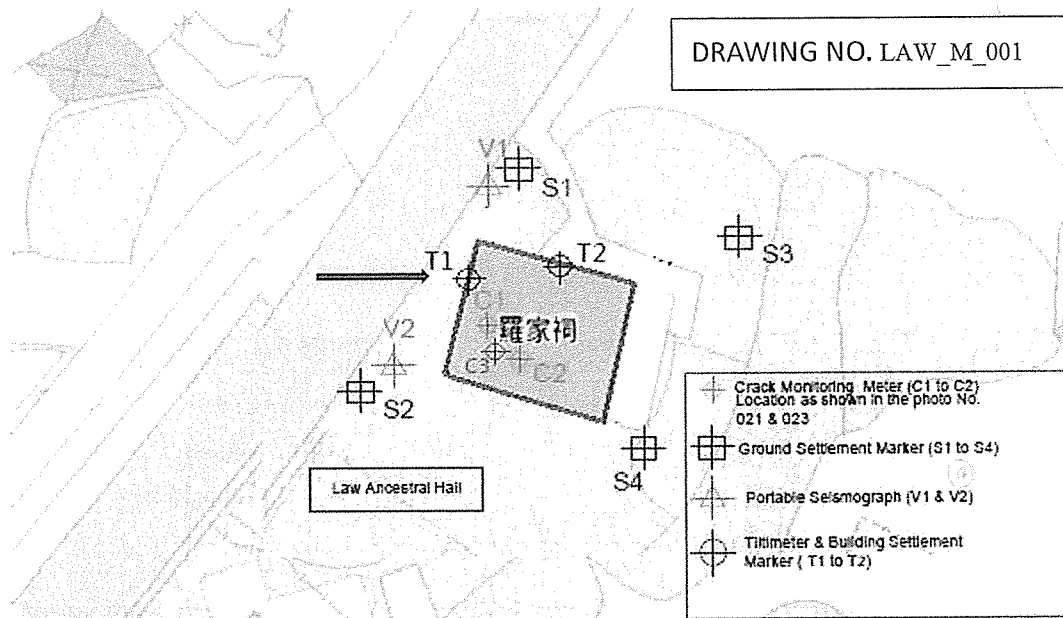 DRAWING NO. LAW_M_001
V1
S1
T1
T2
S3
C1
羅家祠
V2
C3
C2
S2
S4
Law Ancestral Hall
Crack Monitoring Meter (C1 to C2)
Location as shown in the photo No.
021 & 023
Ground Settlement Marker (S1 to S4)
Portable Seismograph (V1 & V2)
Tiltimeter & Building Settlement
Marker ( T1 to T2)